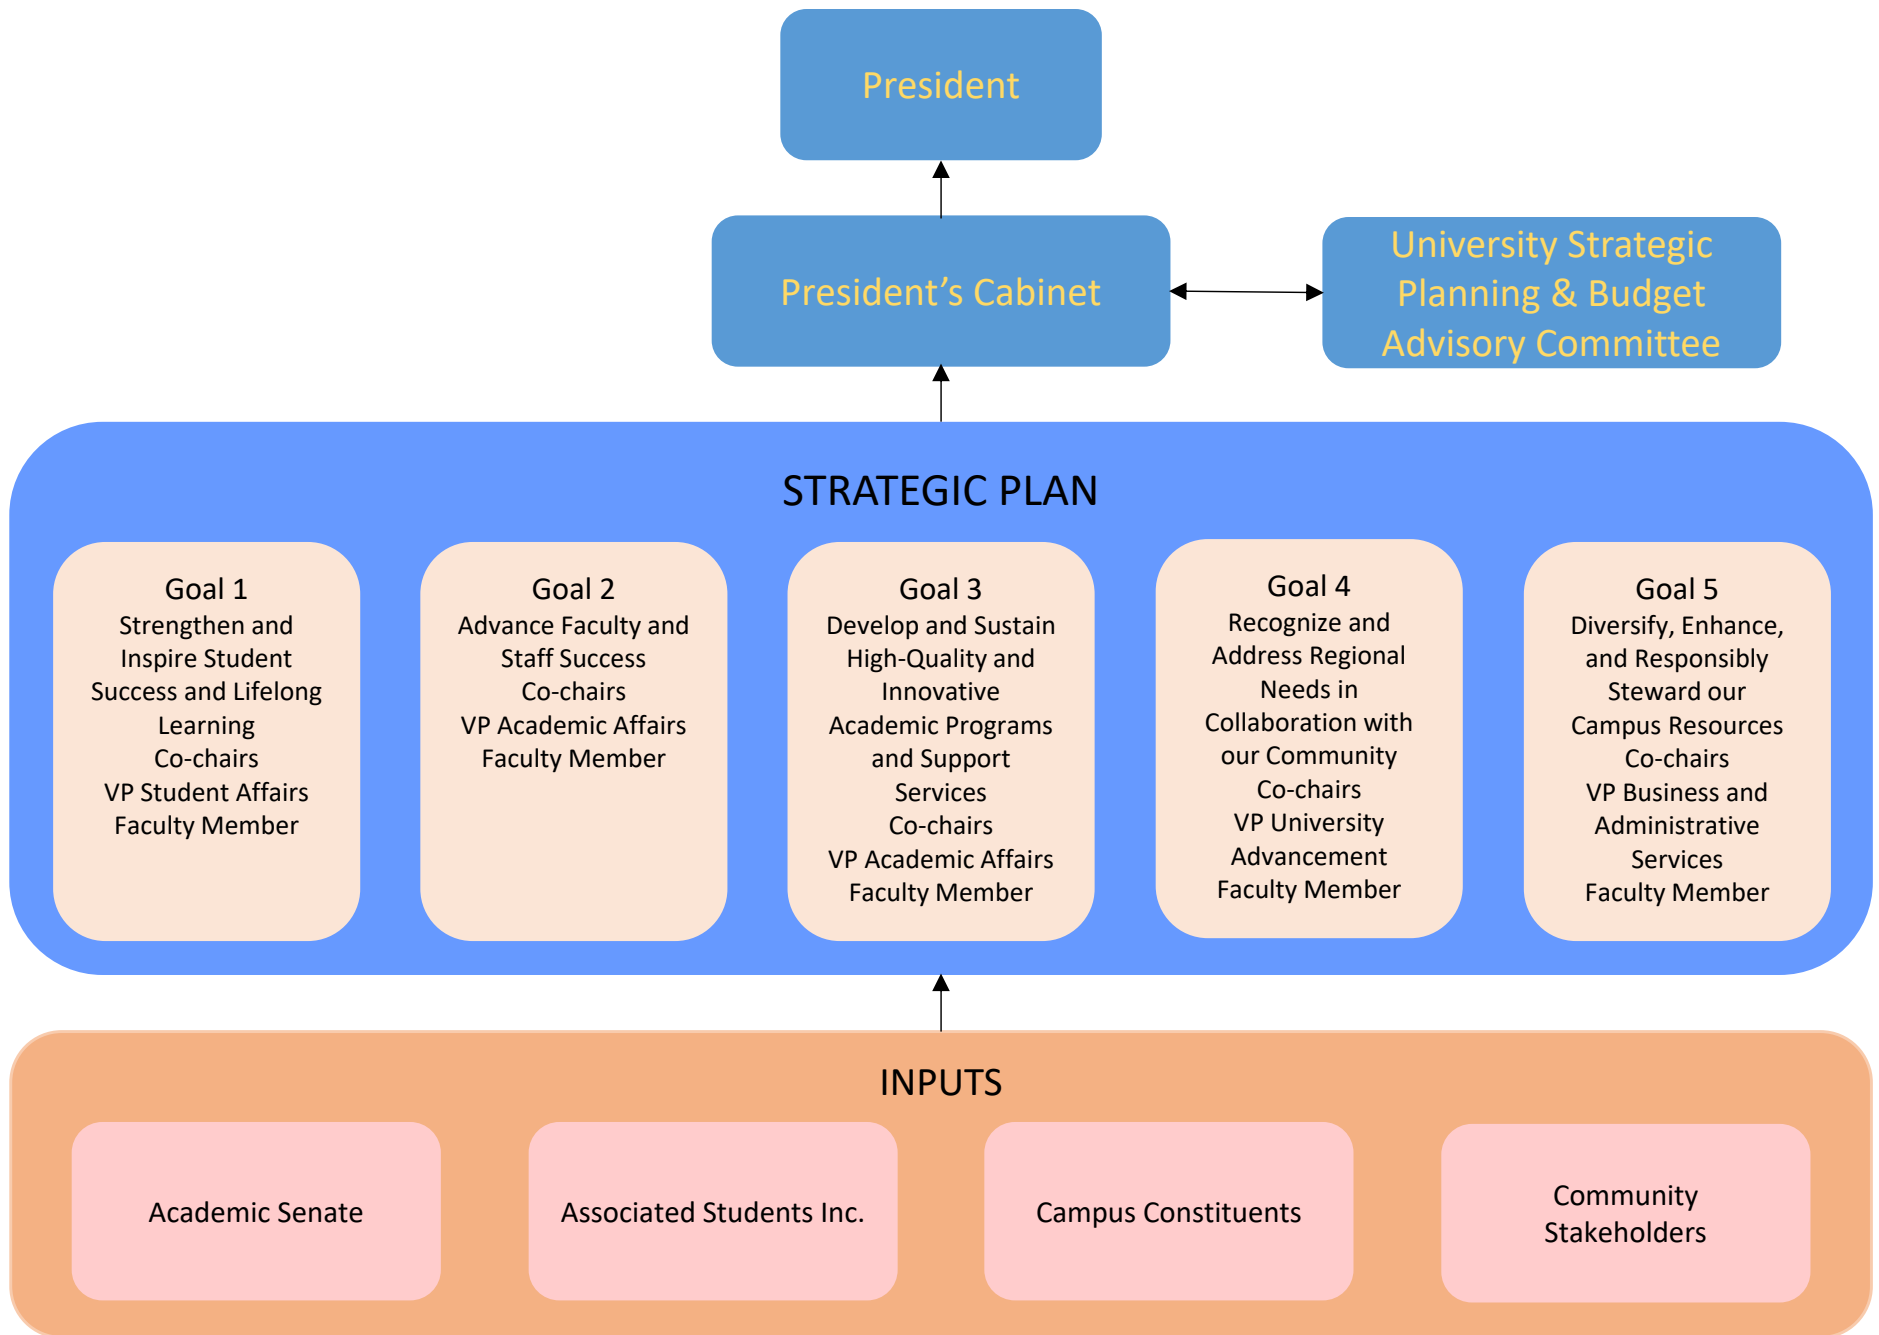 President
President’s Cabinet
University Strategic
Planning & Budget
Advisory Committee
STRATEGIC PLAN
Goal 1
Strengthen and
Inspire Student
Success and Lifelong
Learning
Co-chairs
VP Student Affairs
Faculty Member
Goal 2
Advance Faculty and
Staff Success
Co-chairs
VP Academic Affairs
Faculty Member
Goal 3
Develop and Sustain
High-Quality and
Innovative
Academic Programs
and Support
Services
Co-chairs
VP Academic Affairs
Faculty Member
Goal 4
Recognize and
Address Regional
Needs in
Collaboration with
our Community
Co-chairs
VP University
Advancement
Faculty Member
Goal 5
Diversify, Enhance,
and Responsibly
Steward our
Campus Resources
Co-chairs
VP Business and
Administrative
Services
Faculty Member
INPUTS
Academic Senate
Associated Students Inc.
Campus Constituents
Community
Stakeholders